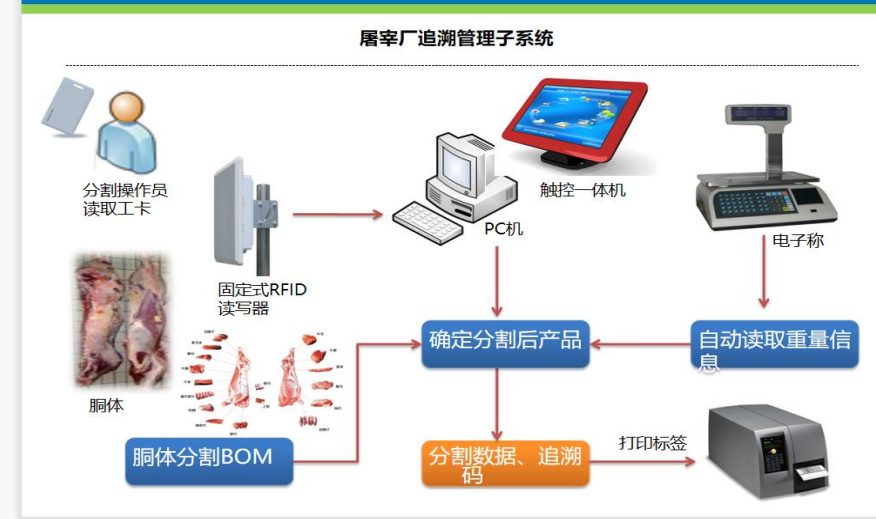 屠宰厂追溯管理子系统
分割操作员
读取工卡
触控一体机
PC机
电子称
固定式RFID
读写器
确定分割后产品
自动读取重量信
息
胴体
胴体分割BOM
分割数据、追溯
码
打印标签